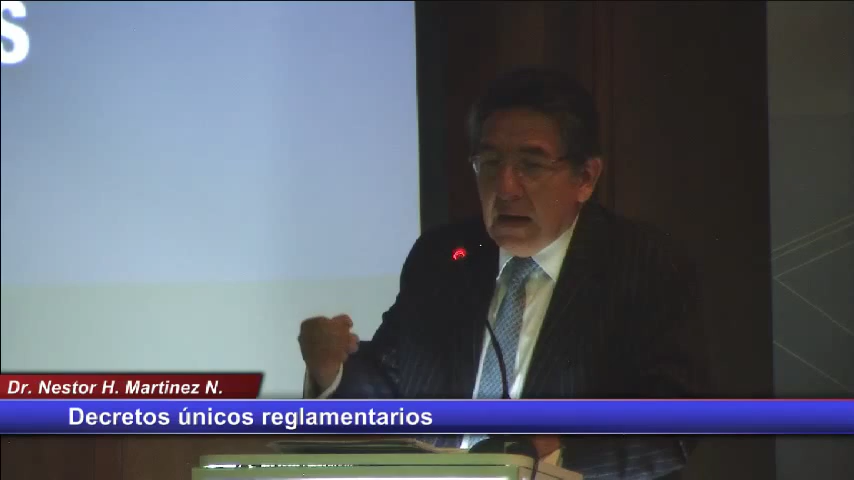 S
Dr. Nestor H. Martinez N.
Decretos únicos reglamentarios